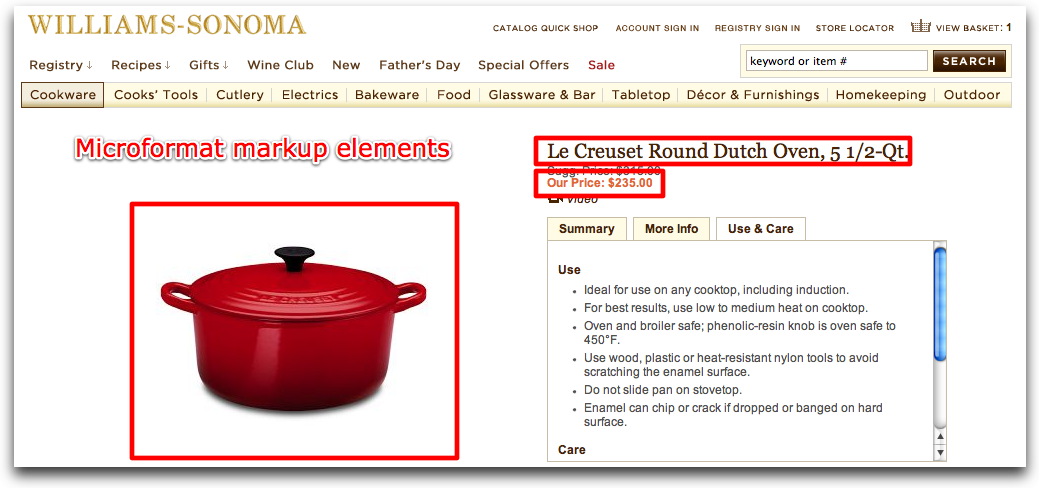 WILLIAMS-SONOMA
CATALOG QUICK SHOP ACCOUNT SIGN IN REGISTRY SIGN IN STORE LOCATOR VIEW BASKET: 1
Registry↓ Recipes↓ Gifts↓ Wine Club New Father's Day Special Offers Sale
keyword or item # SEARCH
Cookware Cooks' Tools Cutlery Electrics Bakeware Food Glassware & Bar Tabletop Décor & Furnishings Homekeeping Outdoor
Microformat markup elements
Le Creuset Round Dutch Oven, 5 1/2-Qt.
Sugg. Price: $315.00
Our Price: $235.00
Video
Summary More Info Use & Care
Use
• Ideal for use on any cooktop, including induction.
• For best results, use low to medium heat on cooktop.
• Oven and broiler safe; phenolic-resin knob is oven safe to
450°F.
• Use wood, plastic or heat-resistant nylon tools to avoid
scratching the enamel surface.
• Do not slide pan on stovetop.
• Enamel can chip or crack if dropped or banged on hard
surface.
Care
LE CREUSET